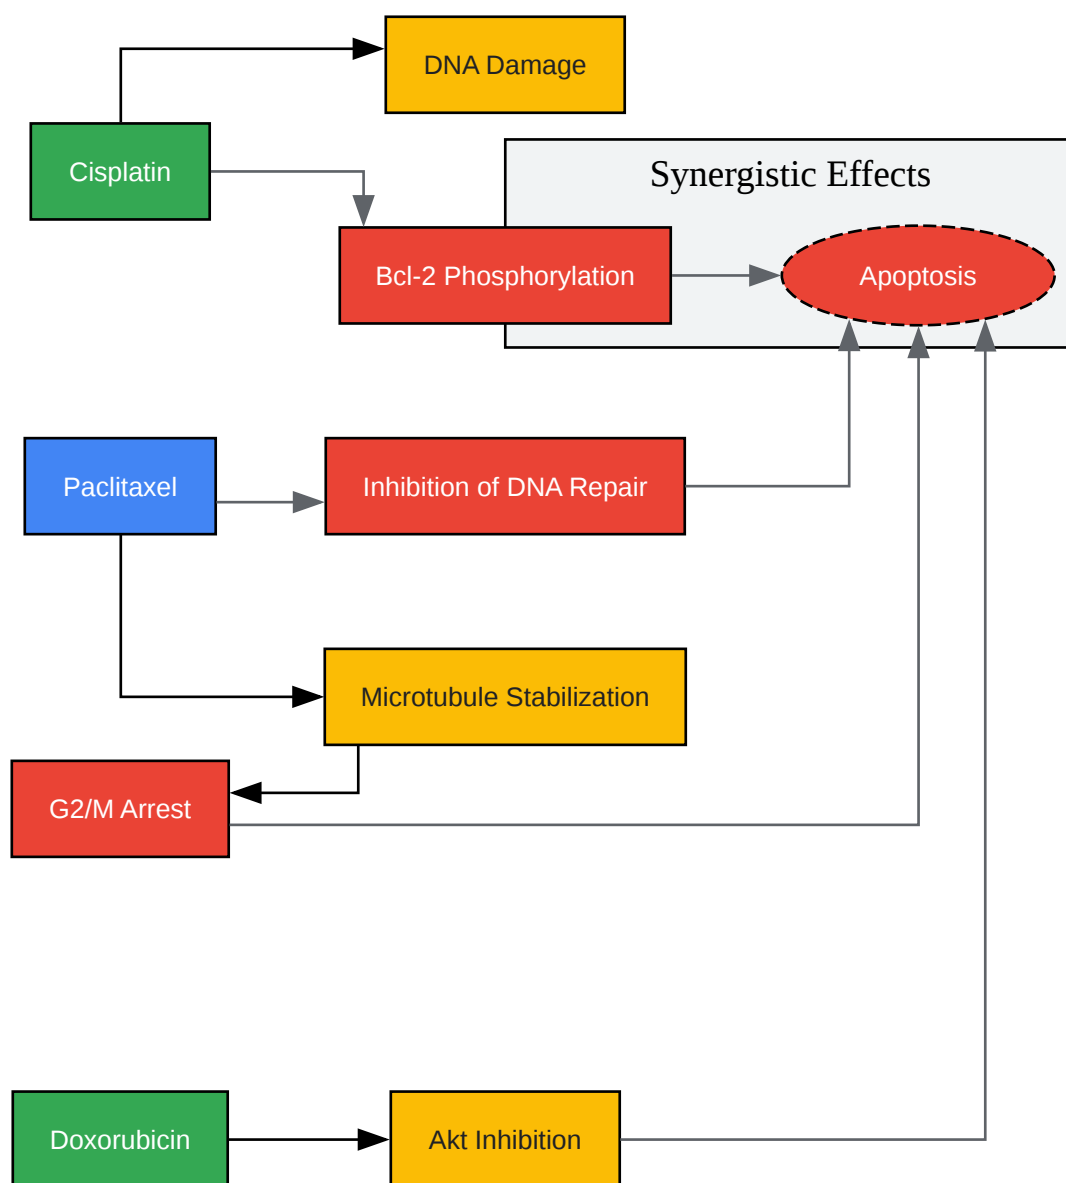 DNA Damage
Cisplatin
Synergistic Effects
Bcl-2 Phosphorylation
Apoptosis
Paclitaxel
Inhibition of DNA Repair
Microtubule Stabilization
G2/M Arrest
Doxorubicin
Akt Inhibition